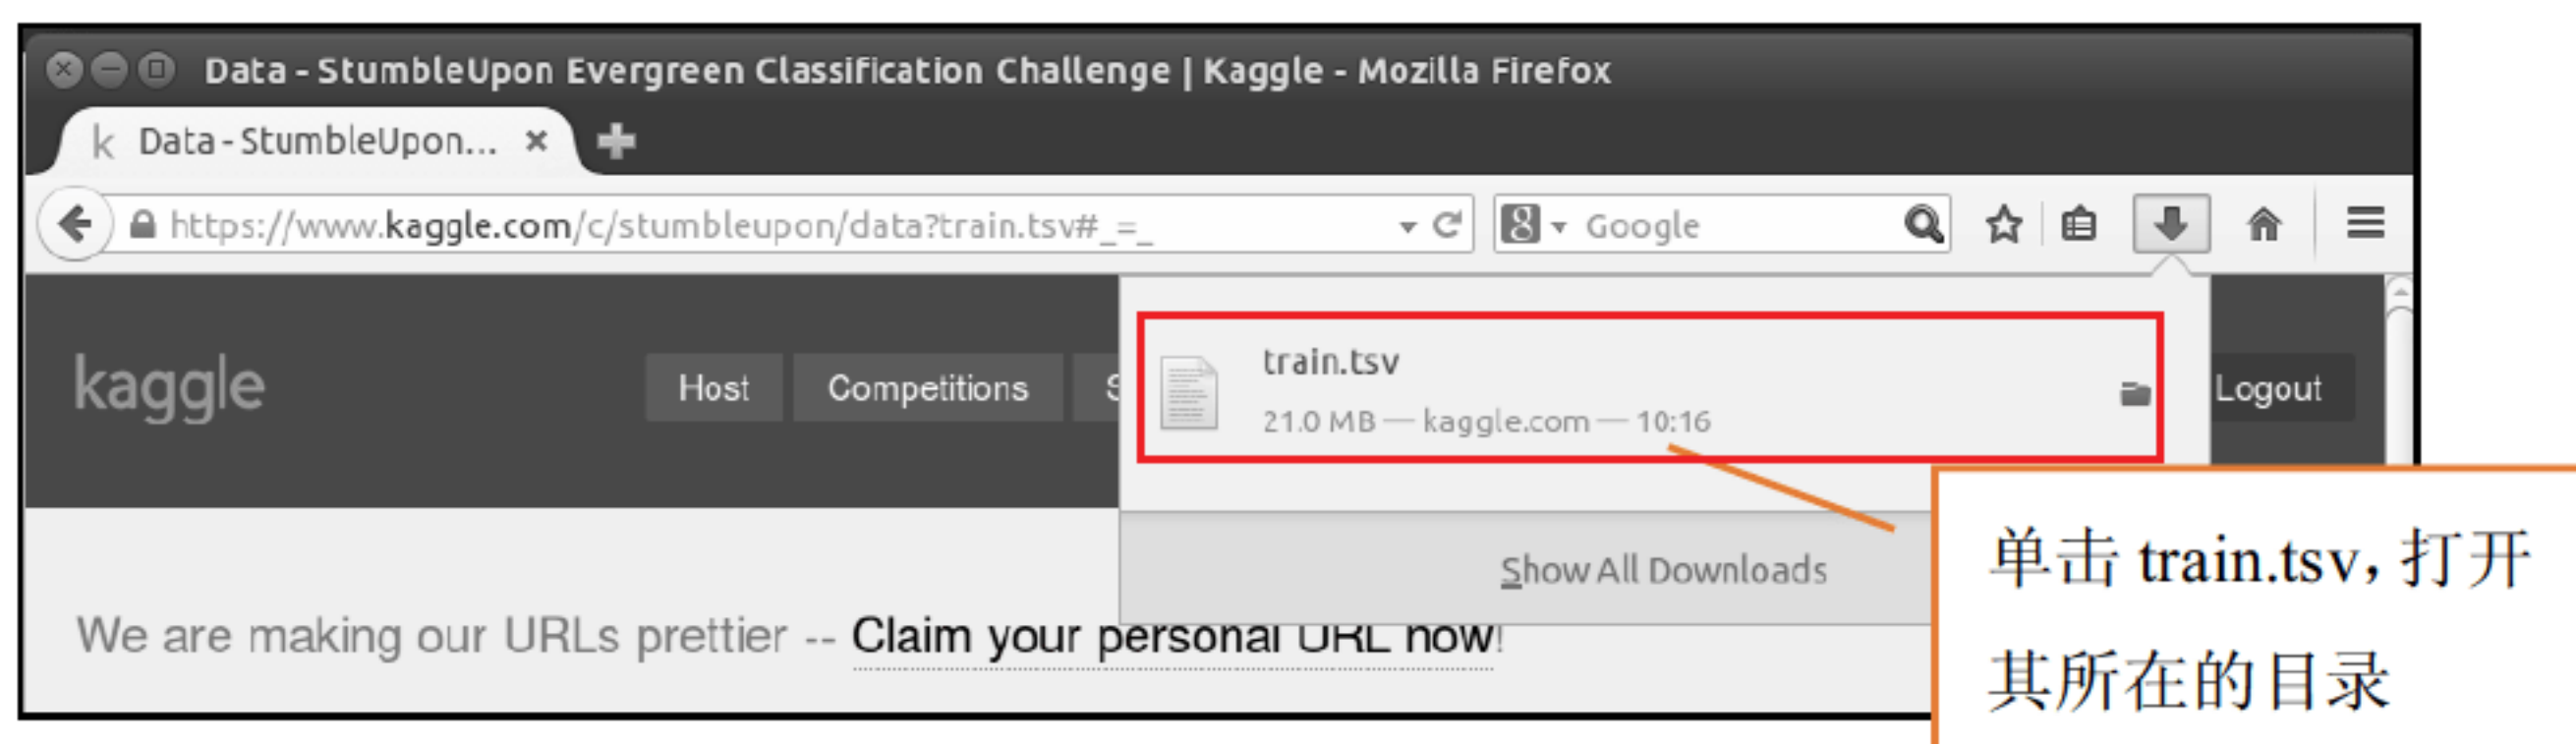 Data - StumbleUpon Evergreen Classification Challenge | Kaggle - Mozilla Firefox
k Data - StumbleUpon...
https://www.kaggle.com/c/stumbleupon/data?train.tsv#_=_
8 Google
kaggle
Host
Competitions
S
train.tsv
21.0 MB — kaggle.com — 10:16
Logout
Show All Downloads
We are making our URLs prettier -- Claim your personal URL now!
单击 train.tsv，打开
其所在的目录